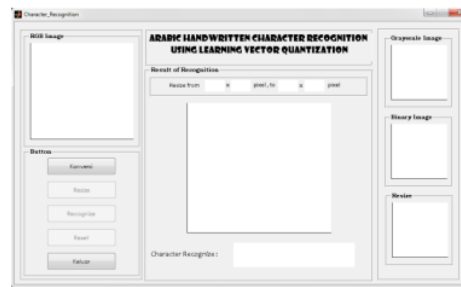 Character_Recognition
RGB Image
ARABIC HANDWRITTEN CHARACTER RECOGNITION
USING LEARNING VECTOR QUANTIZATION
Grayscale Image
Result of Recognition
Resize from x pixel, to x pixel
Binary Image
Button
Konversi
Resize
Recognize
Reset
Keluar
Resize
Character Recognize :